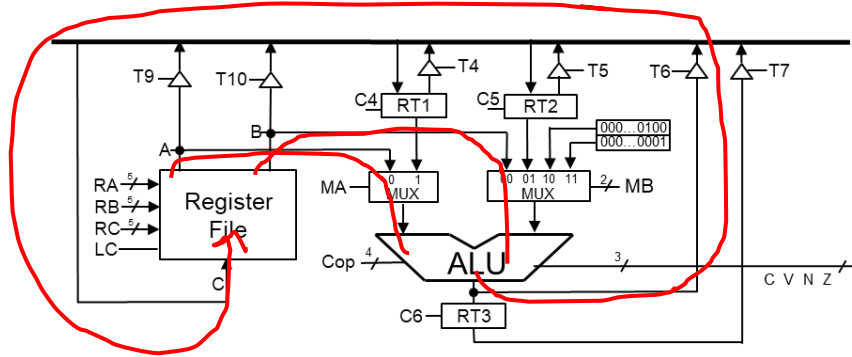 T9 T10 T4 T5 T6 T7
C4 RT1 C5 RT2
A B 000...0100
000...0001
RA 5 0 1 00 01 10 11
MA MUX MUX 2 MB
RB 5 Register
RC 5 File
LC
Cop 4 ALU 3
C C V N Z
C6 RT3